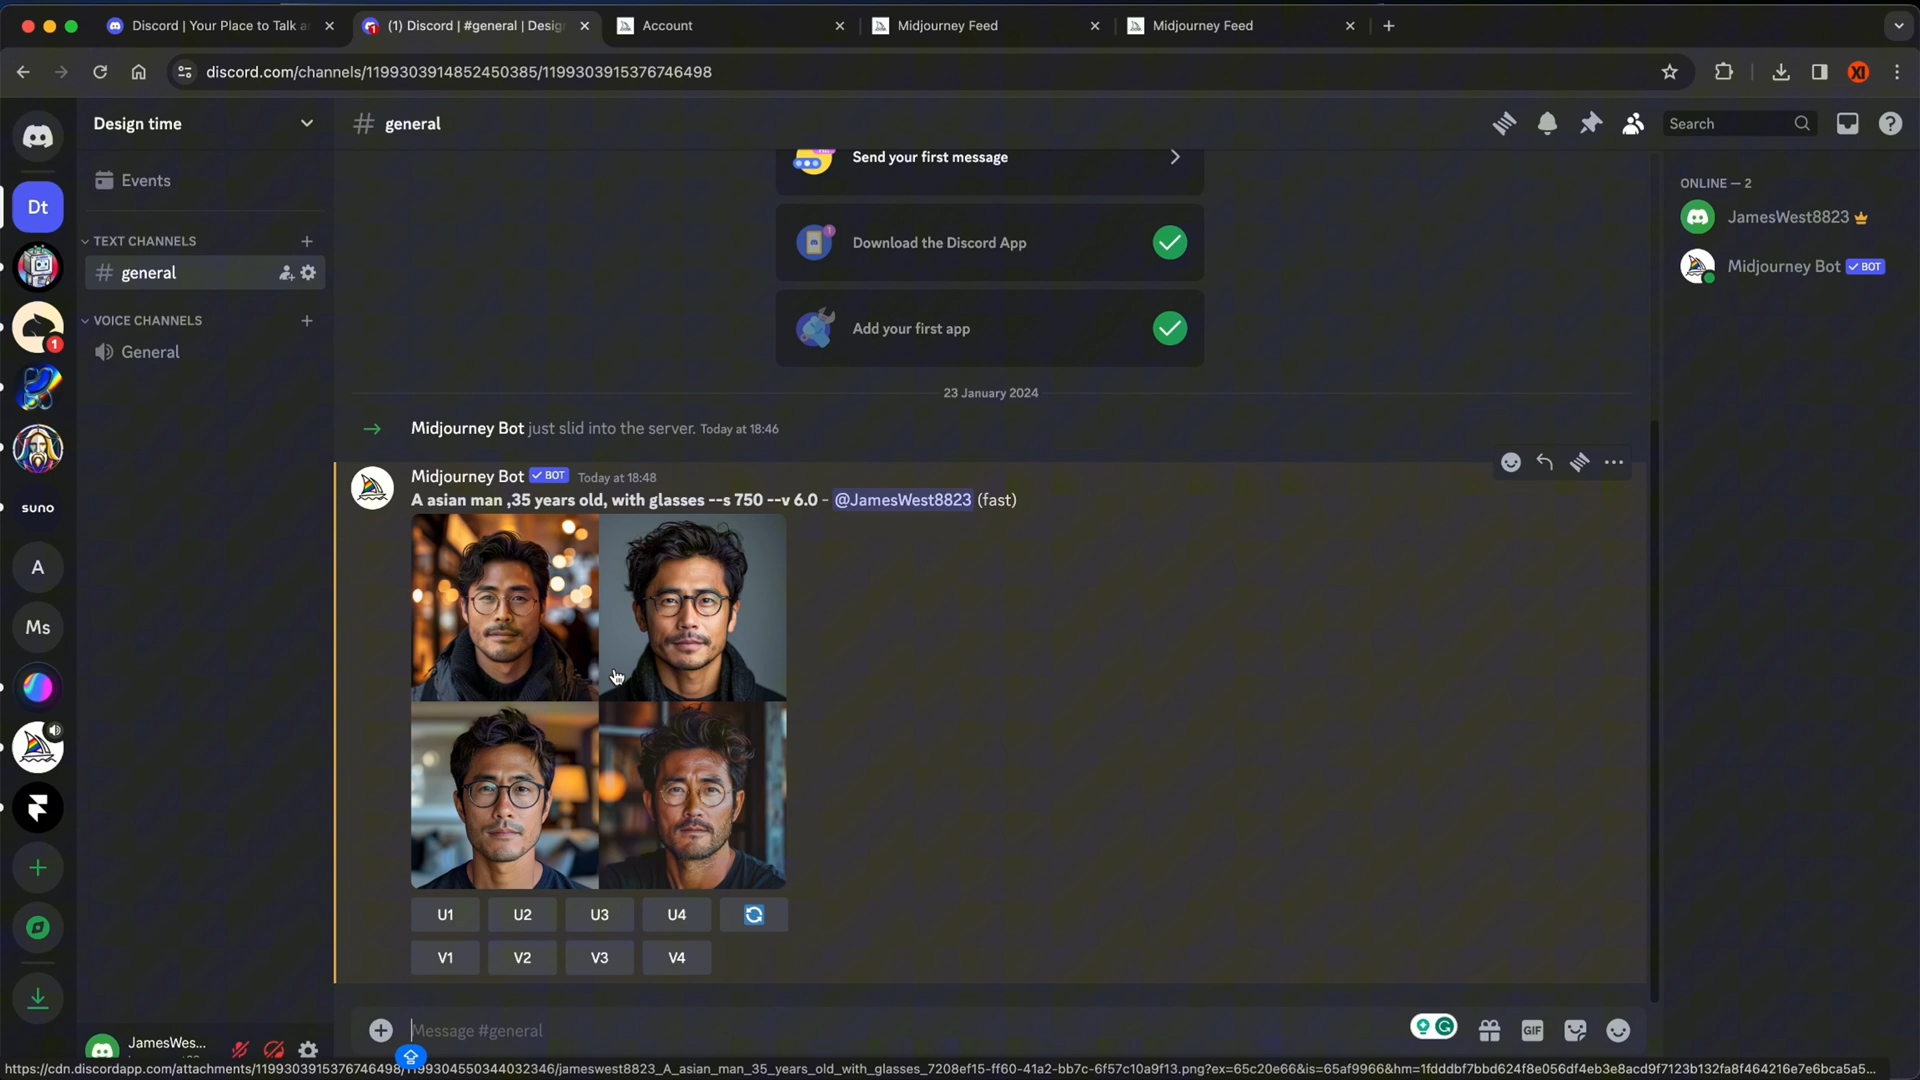 Discord | Your Place to Talk a
(1) Discord | #general | Desig
Account
Midjourney Feed
Midjourney Feed
discord.com/channels/1199303914852450385/1199303915376746498
XI
Design time
# general
Search
Events
Dt
TEXT CHANNELS
general
VOICE CHANNELS
General
1
suno
A
Ms
Send your first message
Download the Discord App
Add your first app
23 January 2024
Midjourney Bot just slid into the server. Today at 18:46
Midjourney Bot BOT Today at 18:48
A asian man ,35 years old, with glasses --s 750 --v 6.0 - @JamesWest8823 (fast)
U1 U2 U3 U4
V1 V2 V3 V4
Message #general
GIF
ONLINE — 2
JamesWest8823
Midjourney Bot BOT
JamesWes...